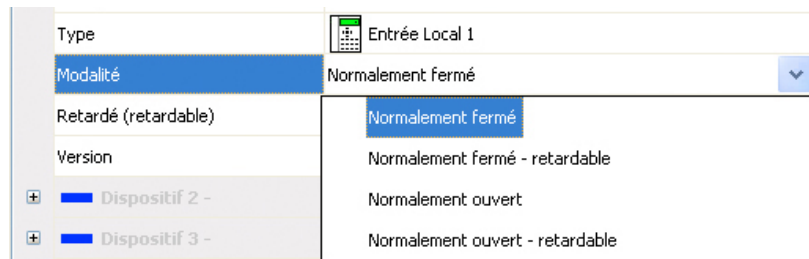 Type Entrée Local 1
Modalité Normalement fermé
Retardé (retardable) Normalement fermé
Version Normalement fermé - retardable
Dispositif 2 - Normalement ouvert
Dispositif 3 - Normalement ouvert - retardable